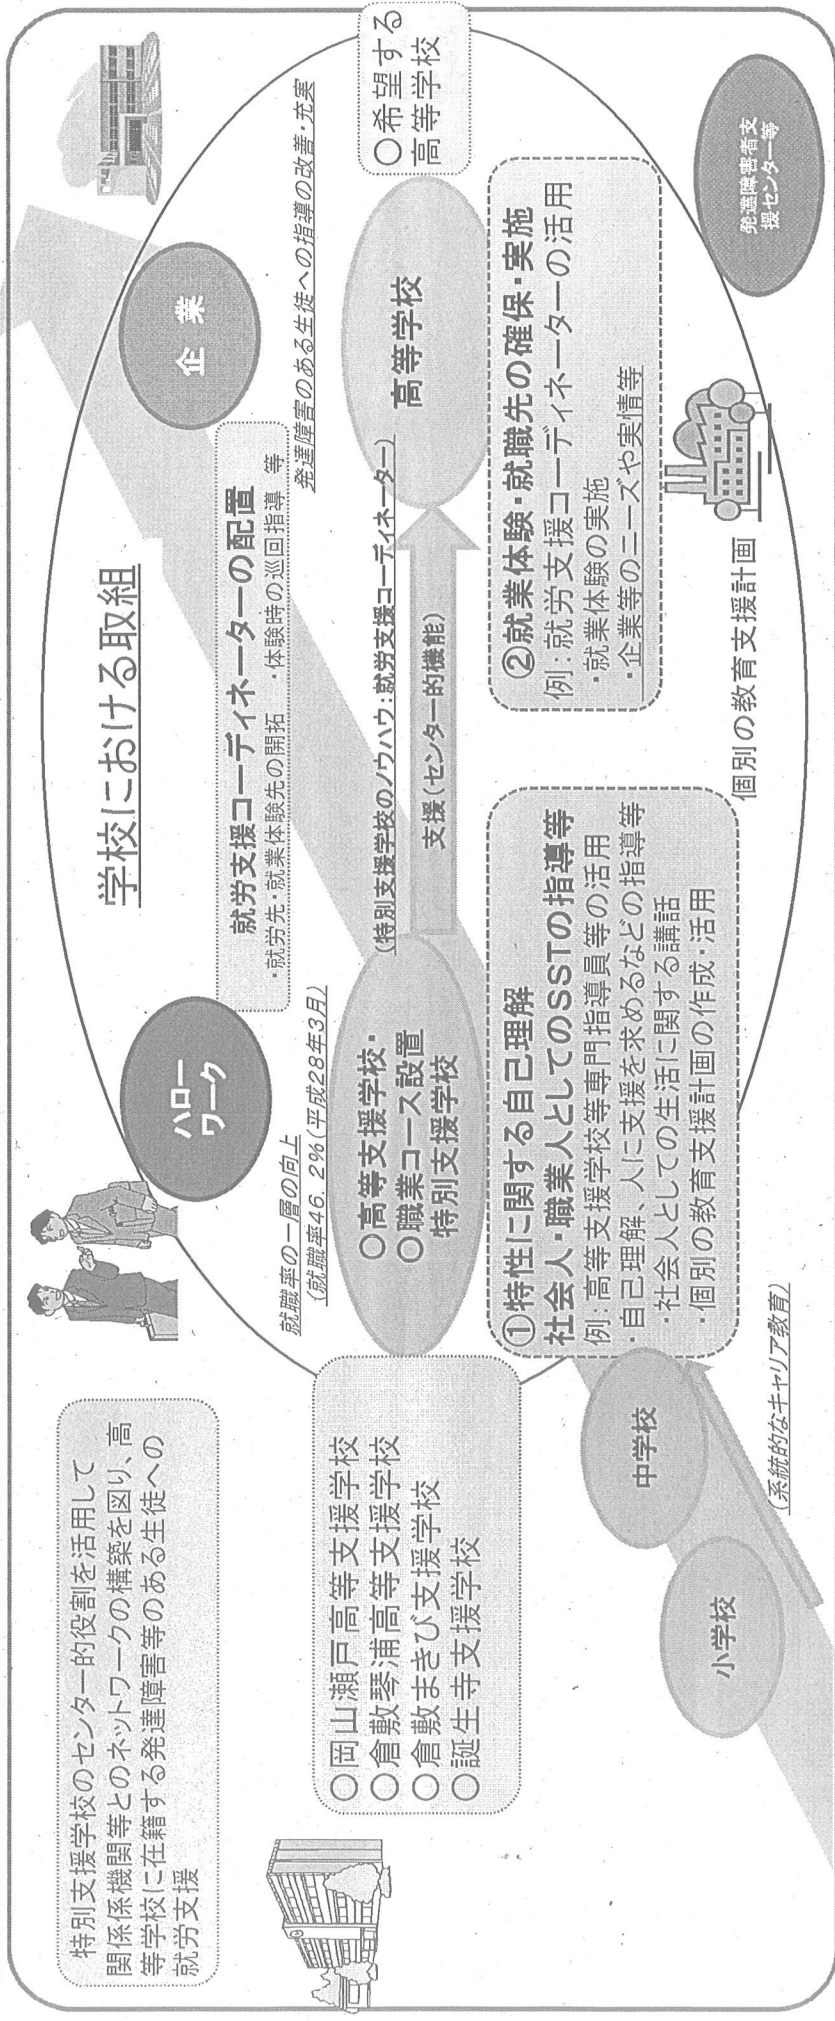 特別支援学校のセンター的役割を活用して
関係係機関等とのネットワークの構築を図り、高
等学校に在籍する発達障害等のある生徒への
就労支援
学校における取組
ハロー
ワーク
企 業
就労支援コーディネーターの配置
・就労先・就業体験先の開拓 ・体験時の巡回指導 等
就職率の一層の向上
(就職率46.2%(平成28年3月)
発達障害のある生徒への指導の改善・充実
○岡山瀬戸高等支援学校
○倉敷琴浦高等支援学校
○倉敷まきび支援学校
○誕生寺支援学校
○高等支援学校・
○職業コース設置
特別支援学校
(特別支援学校のノウハウ:就労支援コーディネーター)
支援(センター的機能)
高等学校
○希望する
高等学校
①特性に関する自己理解
社会人・職業人としてのSSTの指導等
例:高等支援学校等専門指導員等の活用
・自己理解、人に支援を求めるなどの指導等
・社会人としての生活に関する講話
・個別の教育支援計画の作成・活用
②就業体験・就職先の確保・実施
例:就労支援コーディネーターの活用
・就業体験の実施
・企業等のニーズや実情等
小学校
中学校
(系統的なキャリア教育)
個別の教育支援計画
発達障害者支
援センター等